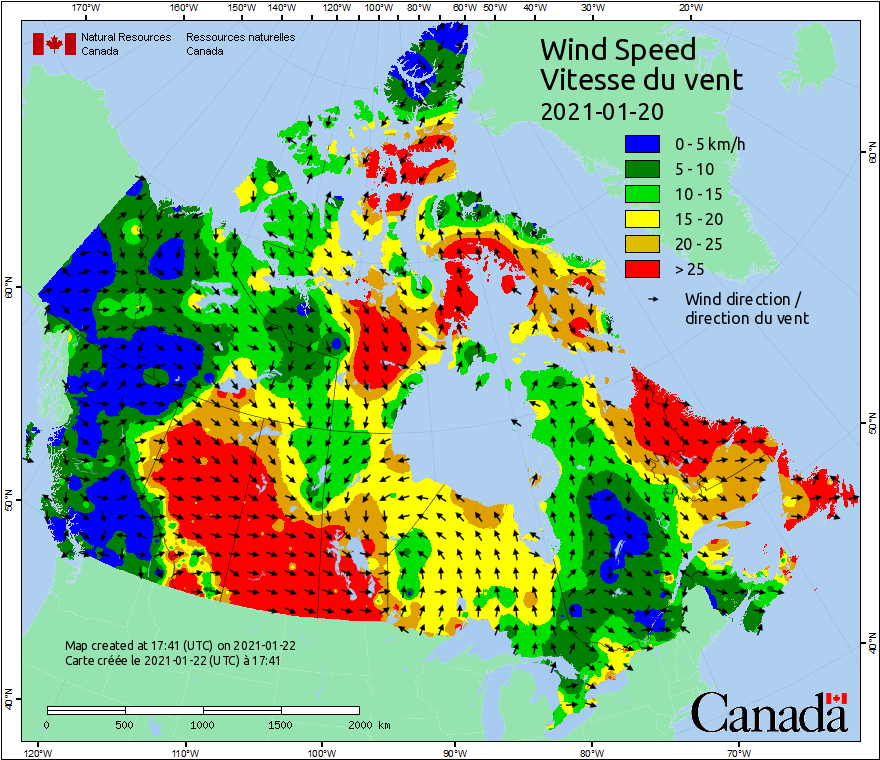 170°W 160°W 150°W 140°W 130°W 120°W 110°W 100°W 90°W 80°W 70°W 60°W 50°W 40°W 30°W 20°W
Natural Resources Ressources naturelles
Canada Canada
Wind Speed
Vitesse du vent
2021-01-20
0 - 5 km/h
5 - 10
10 - 15
15 - 20
20 - 25
> 25
Wind direction /
direction du vent
60°N
60°N
50°N
50°N
40°N
40°N
Map created at 17:41 (UTC) on 2021-01-22
Carte créée le 2021-01-22 (UTC) à 17:41
0 500 1000 1500 2000 km
Canada
120°W 110°W 100°W 90°W 80°W 70°W